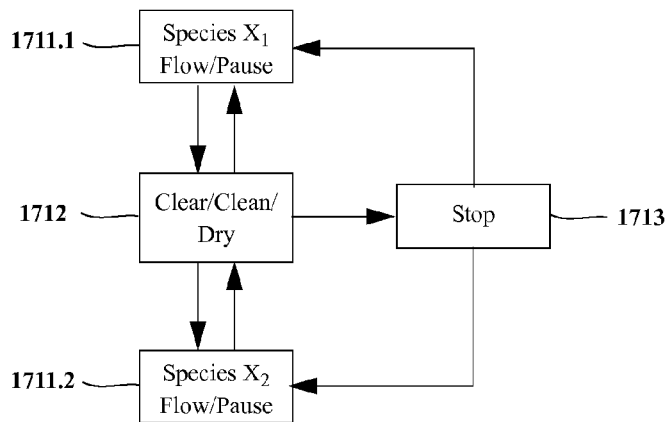 1711.1
Species X₁
Flow/Pause
1712
Clear/Clean/
Dry
Stop
1713
1711.2
Species X₂
Flow/Pause